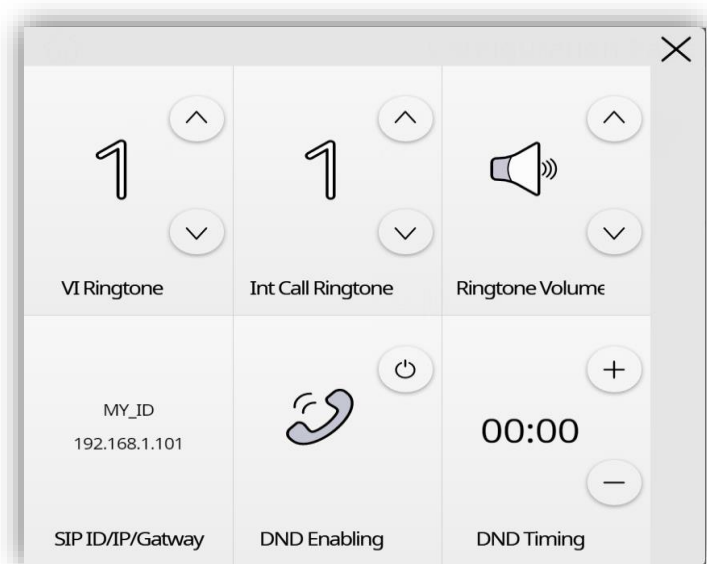 1
1
VI Ringtone
Int Call Ringtone
Ringtone Volume
MY_ID
192.168.1.101
00:00
SIP ID/IP/Gatway
DND Enabling
DND Timing